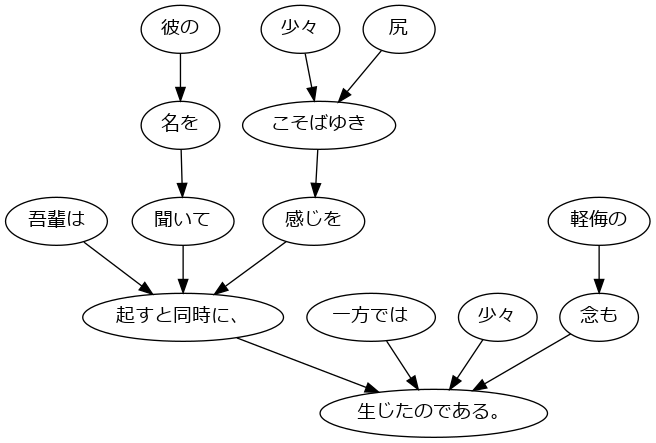 彼の 少々 尻
名を こそばゆき
吾輩は 聞いて 感じを 軽侮の
起すと同時に、 一方では 少々 念も
生じたのである。